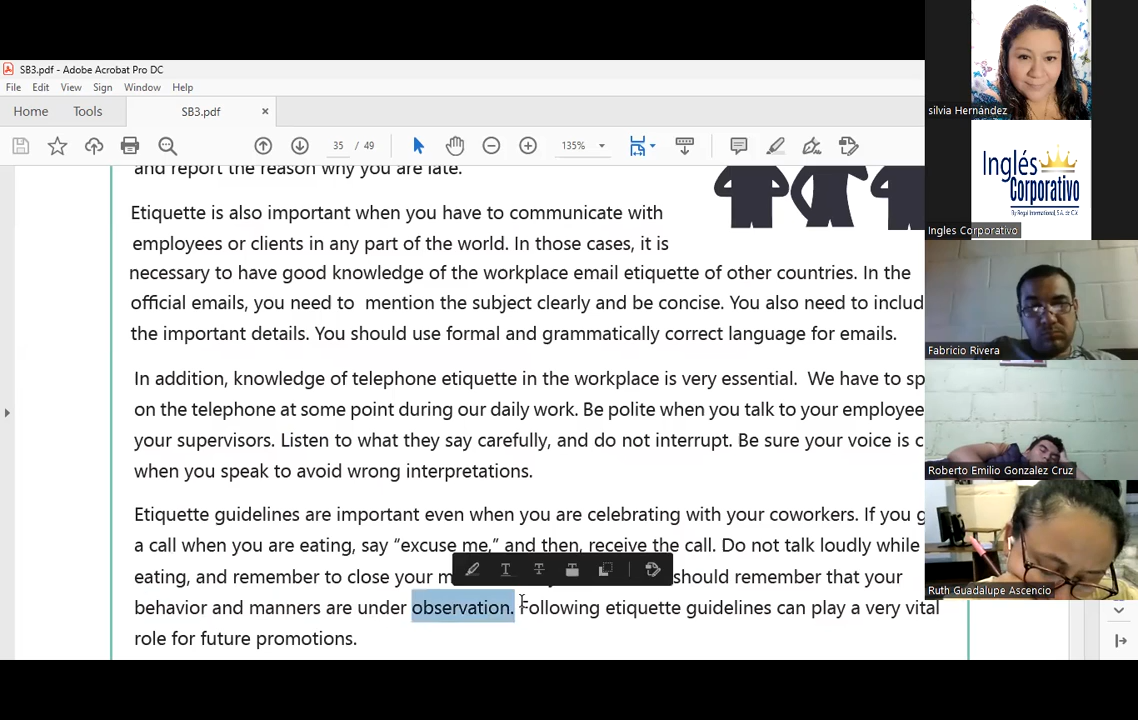 SB3.pdf - Adobe Acrobat Pro DC
File Edit View Sign Window Help
Home Tools SB3.pdf ×
35 / 49 135%
and report the reason why you are late.
Etiquette is also important when you have to communicate with
employees or clients in any part of the world. In those cases, it is
necessary to have good knowledge of the workplace email etiquette of other countries. In the
official emails, you need to mention the subject clearly and be concise. You also need to includ
the important details. You should use formal and grammatically correct language for emails.
In addition, knowledge of telephone etiquette in the workplace is very essential. We have to sp
on the telephone at some point during our daily work. Be polite when you talk to your employee
your supervisors. Listen to what they say carefully, and do not interrupt. Be sure your voice is c
when you speak to avoid wrong interpretations.
Etiquette guidelines are important even when you are celebrating with your coworkers. If you g
a call when you are eating, say “excuse me,” and then, receive the call. Do not talk loudly while
eating, and remember to close your m should remember that your
behavior and manners are under observation. Following etiquette guidelines can play a very vital
role for future promotions.
silvia Hernández
Inglés
Corporativo
Ingles Corporativo
Fabricio Rivera
Roberto Emilio Gonzalez Cruz
Ruth Guadalupe Ascencio